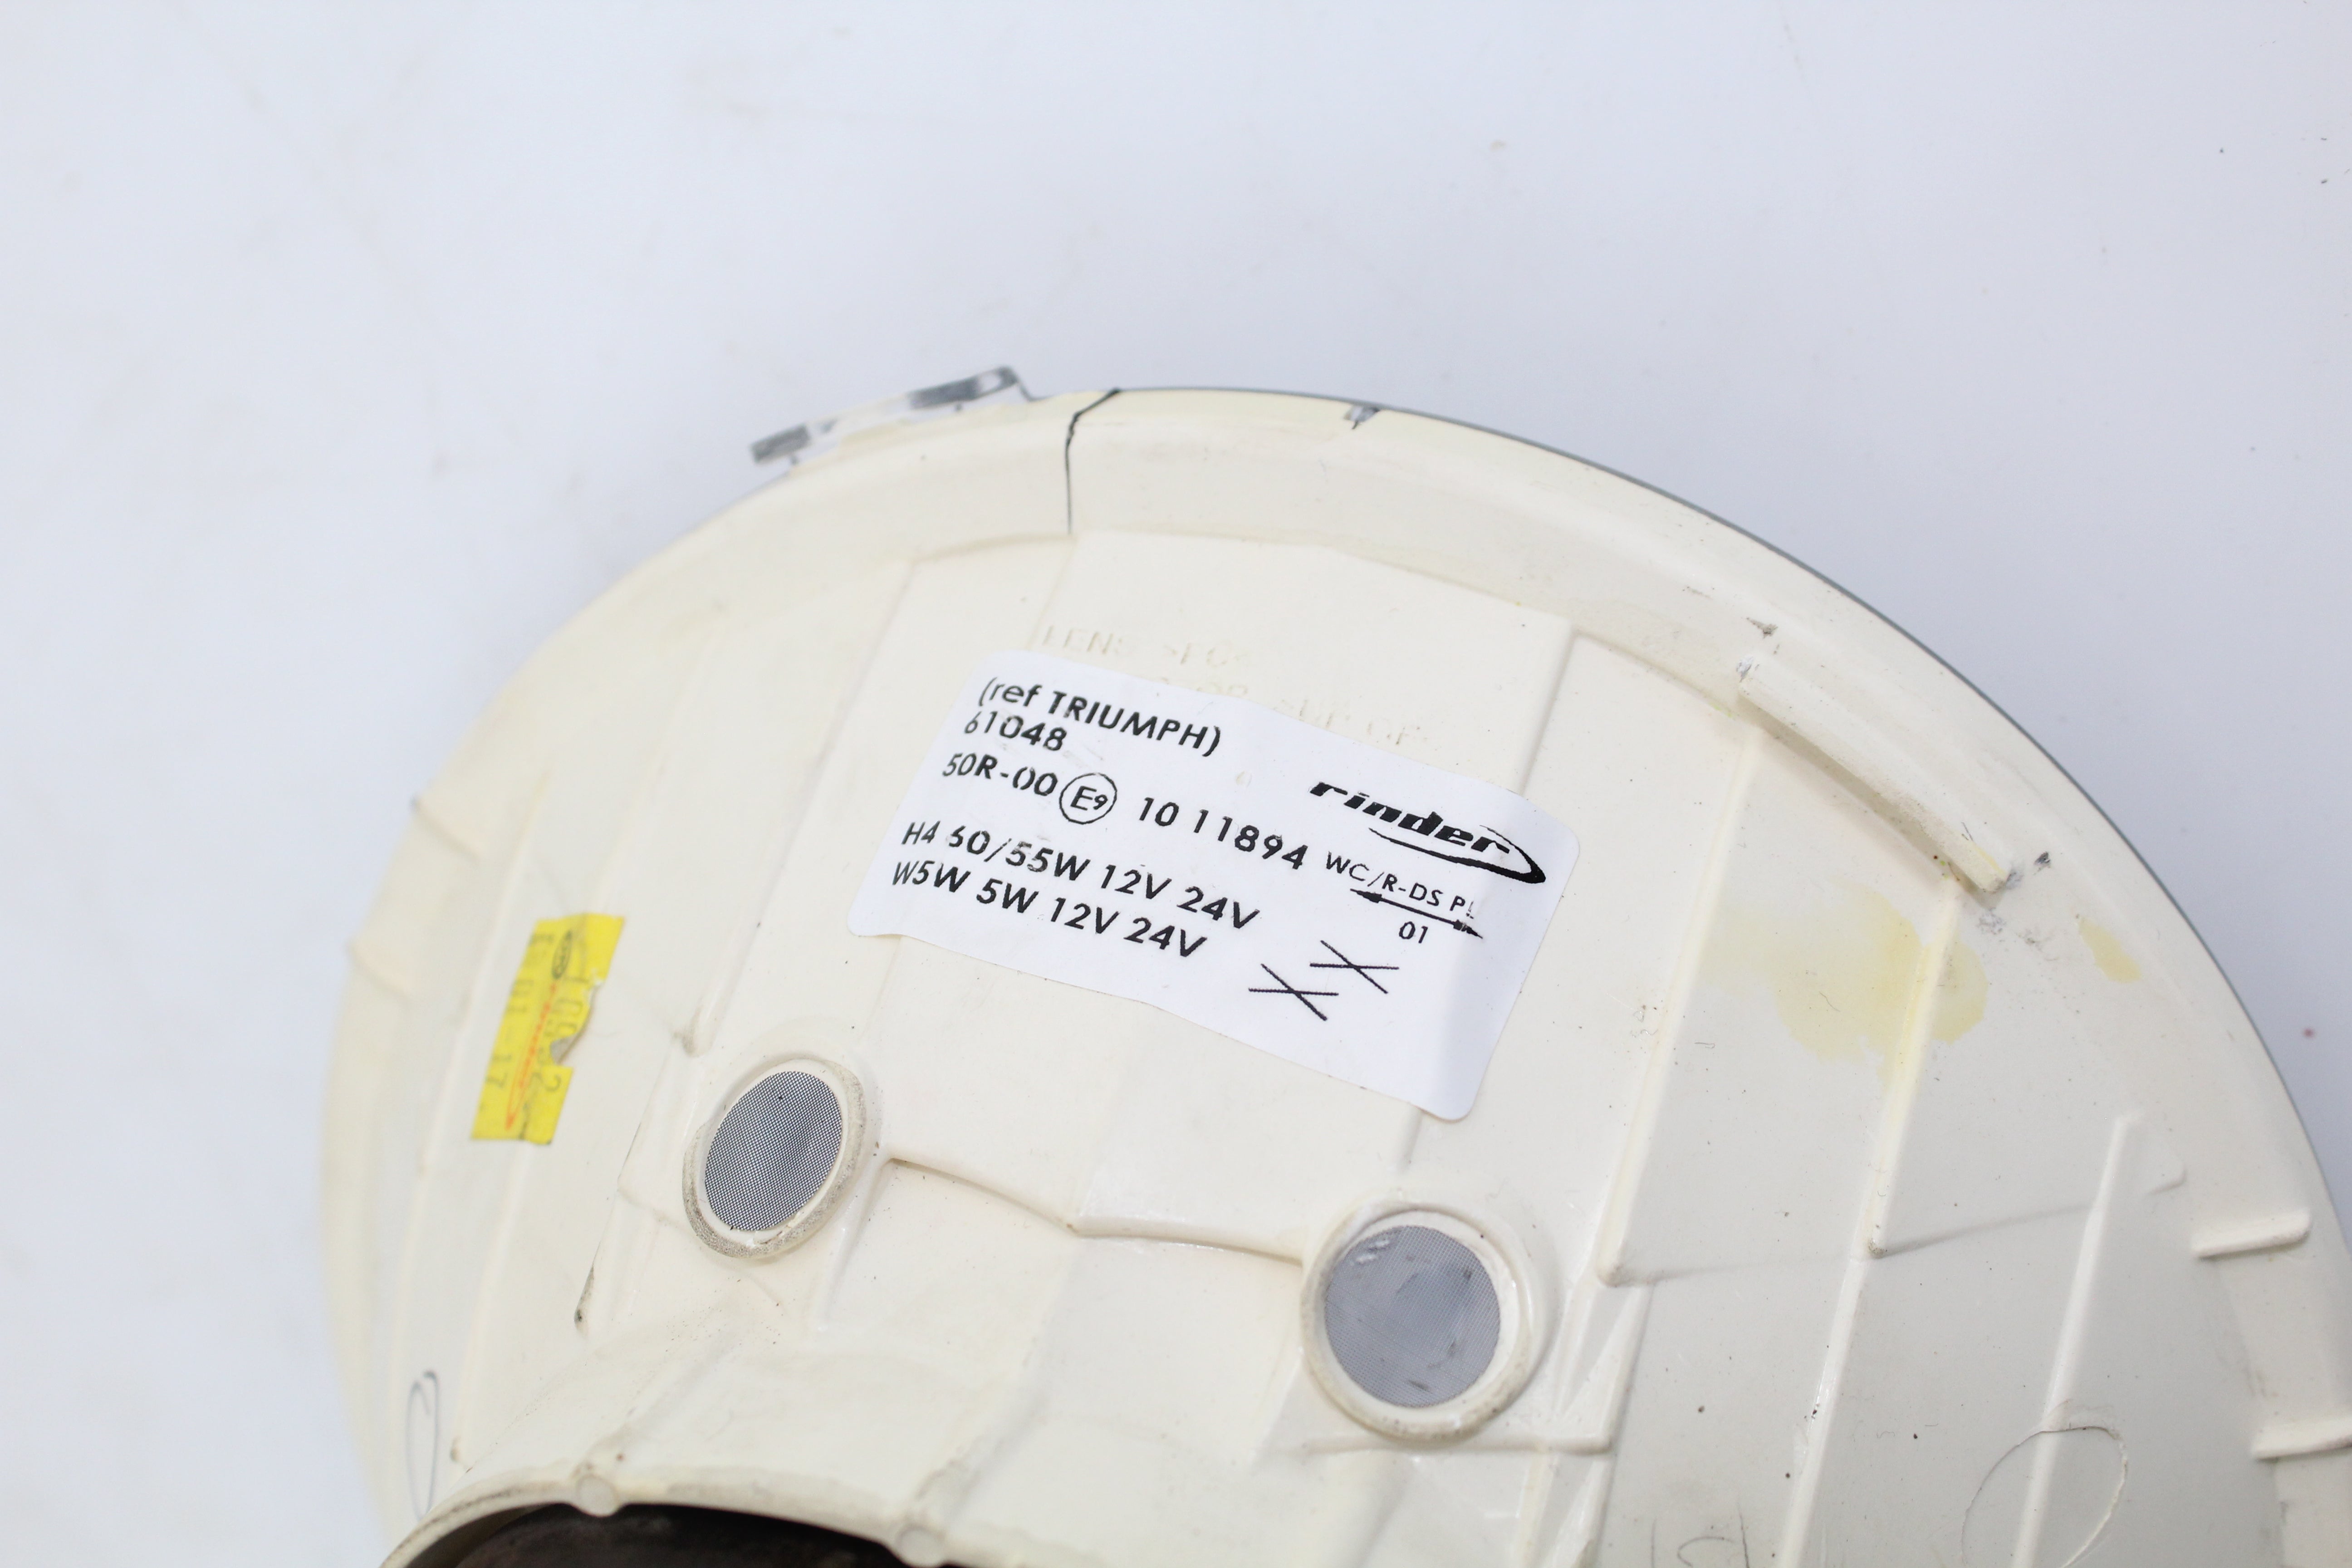 (ref TRIUMPH)
61048
50R-00 E9 10 11894
rinder
WC/R-DS PL
01
H4 60/55W 12V 24V
W5W 5W 12V 24V
LENS